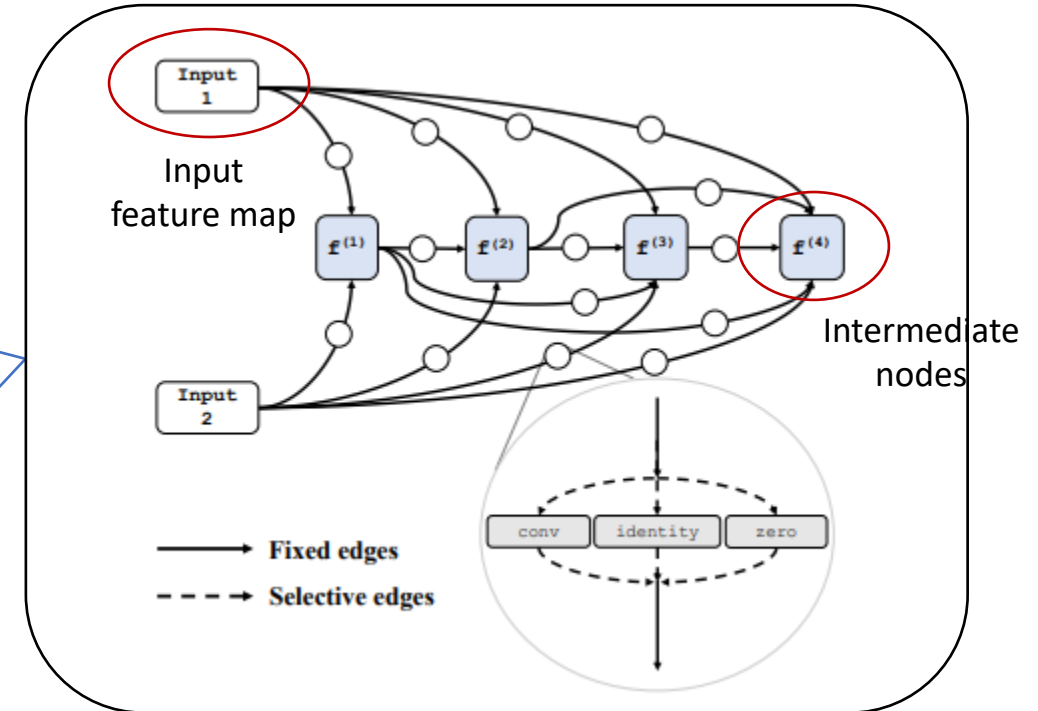 Input
1
Input
feature map
f⁽¹⁾
f⁽²⁾
f⁽³⁾
f⁽⁴⁾
Intermediate
nodes
Input
2
conv
identity
zero
Fixed edges
Selective edges